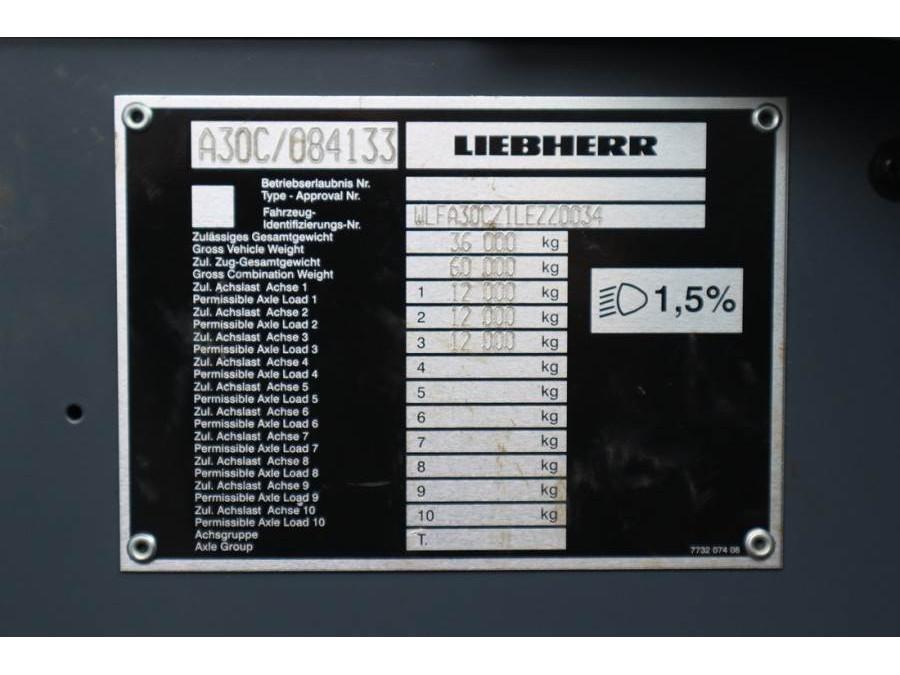 A30C/084133 LIEBHERR
Betriebserlaubnis Nr.
Type - Approval Nr.
Fahrzeug-
Identifizierungs-Nr. WLFA30CZ1LEZZ0034
Zulässiges Gesamtgewicht
Gross Vehicle Weight 36 000 kg
Zul. Zug-Gesamtgewicht
Gross Combination Weight 60 000 kg
Zul. Achslast Achse 1
Permissible Axle Load 1 1 12 000 kg
Zul. Achslast Achse 2
Permissible Axle Load 2 2 12 000 kg
Zul. Achslast Achse 3
Permissible Axle Load 3 3 12 000 kg
Zul. Achslast Achse 4
Permissible Axle Load 4 4 kg
Zul. Achslast Achse 5
Permissible Axle Load 5 5 kg
Zul. Achslast Achse 6
Permissible Axle Load 6 6 kg
Zul. Achslast Achse 7
Permissible Axle Load 7 7 kg
Zul. Achslast Achse 8
Permissible Axle Load 8 8 kg
Zul. Achslast Achse 9
Permissible Axle Load 9 9 kg
Zul. Achslast Achse 10
Permissible Axle Load 10 10 kg
Achsgruppe
Axle Group T.
1,5%
7732 074 08